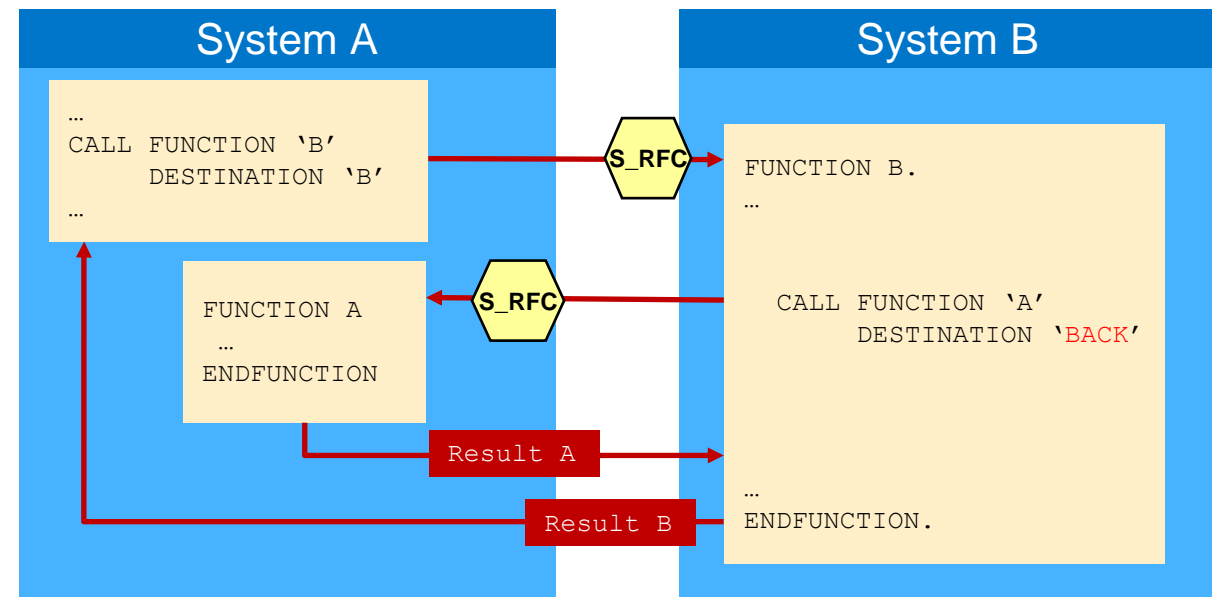 System A
…
CALL FUNCTION ‘B’
DESTINATION ‘B’
…
FUNCTION A
…
ENDFUNCTION
S_RFC
S_RFC
Result A
Result B
System B
FUNCTION B.
…
CALL FUNCTION ‘A’
DESTINATION ‘BACK’
…
ENDFUNCTION.